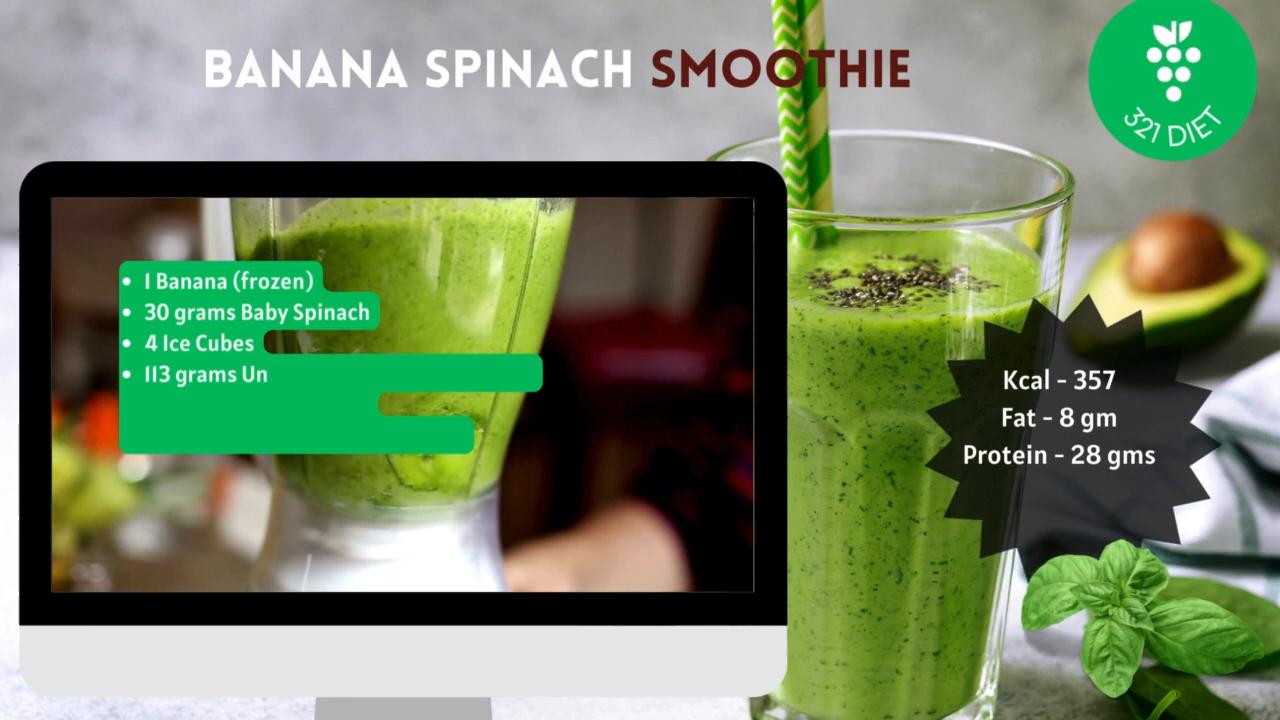 BANANA SPINACH SMOOTHIE
321 DIET
• 1 Banana (frozen)
• 30 grams Baby Spinach
• 4 Ice Cubes
• 113 grams Un
Kcal - 357
Fat - 8 gm
Protein - 28 gms